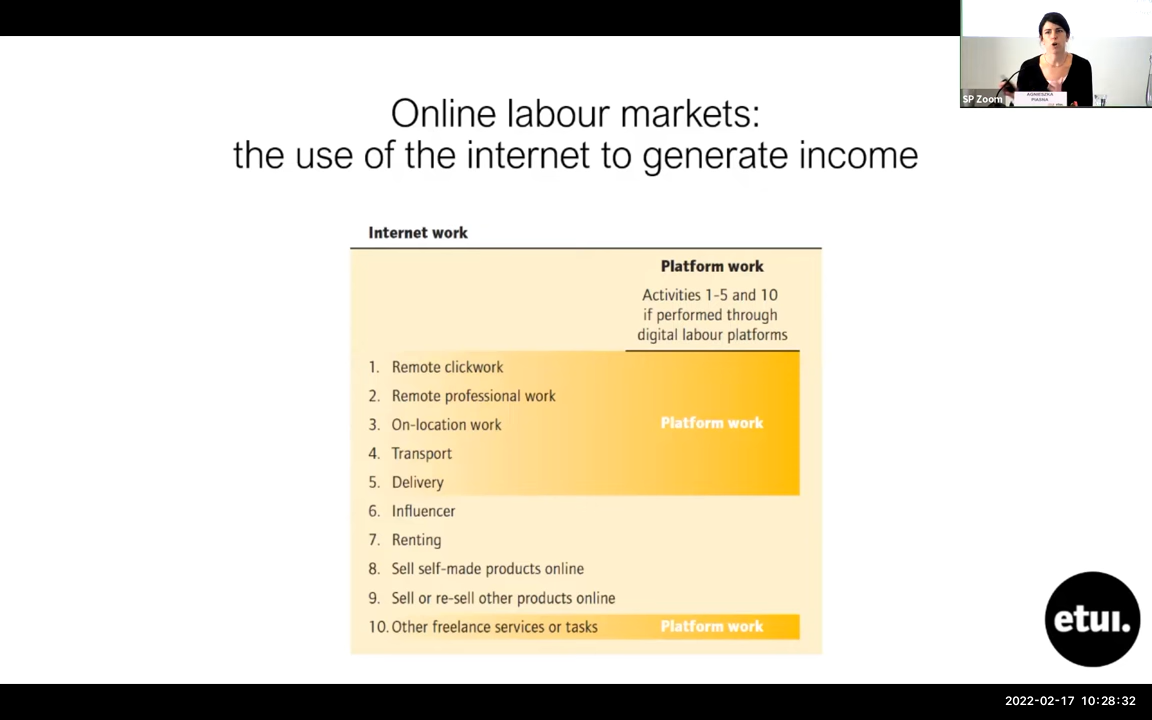 SP Zoom
AGNIESZKA
PIASNA
Online labour markets:
the use of the internet to generate income
Internet work
Platform work
Activities 1-5 and 10
if performed through
digital labour platforms
1. Remote clickwork
2. Remote professional work
3. On-location work
Platform work
4. Transport
5. Delivery
6. Influencer
7. Renting
8. Sell self-made products online
9. Sell or re-sell other products online
10. Other freelance services or tasks Platform work
etui.
2022-02-17 10:28:32